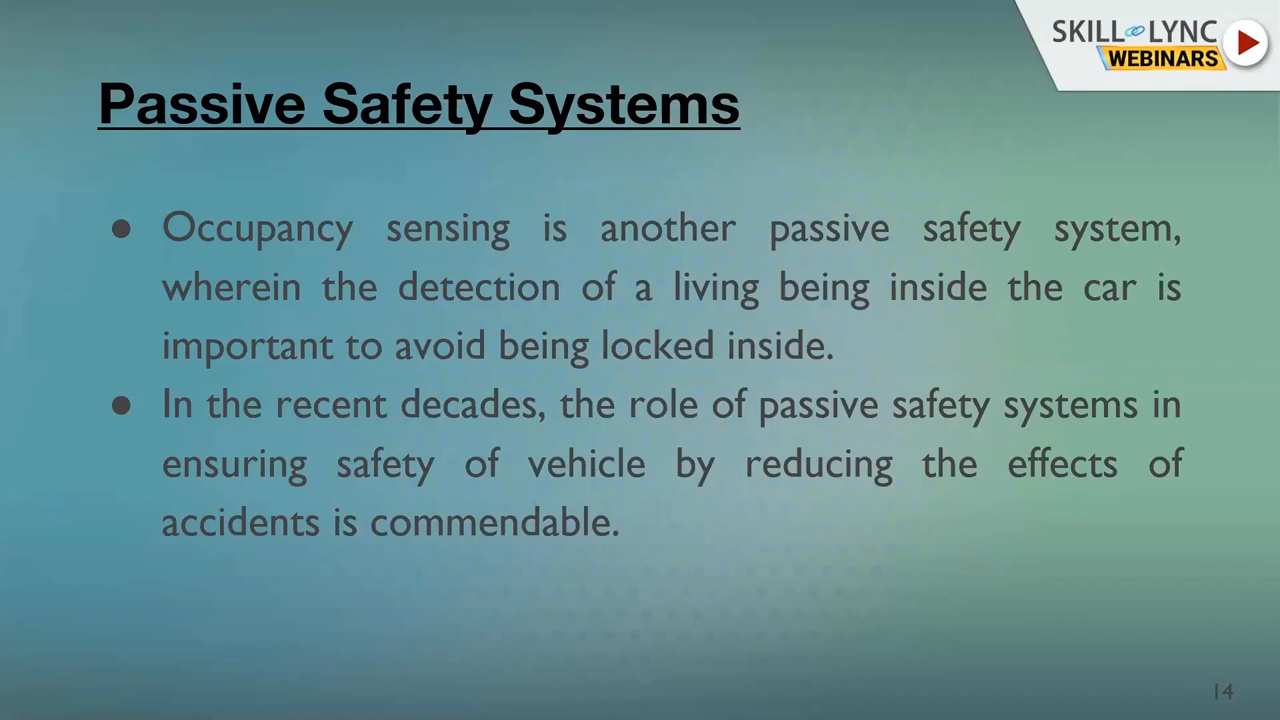 SKILL LYNC
WEBINARS
Passive Safety Systems
● Occupancy sensing is another passive safety system,
wherein the detection of a living being inside the car is
important to avoid being locked inside.
● In the recent decades, the role of passive safety systems in
ensuring safety of vehicle by reducing the effects of
accidents is commendable.
14